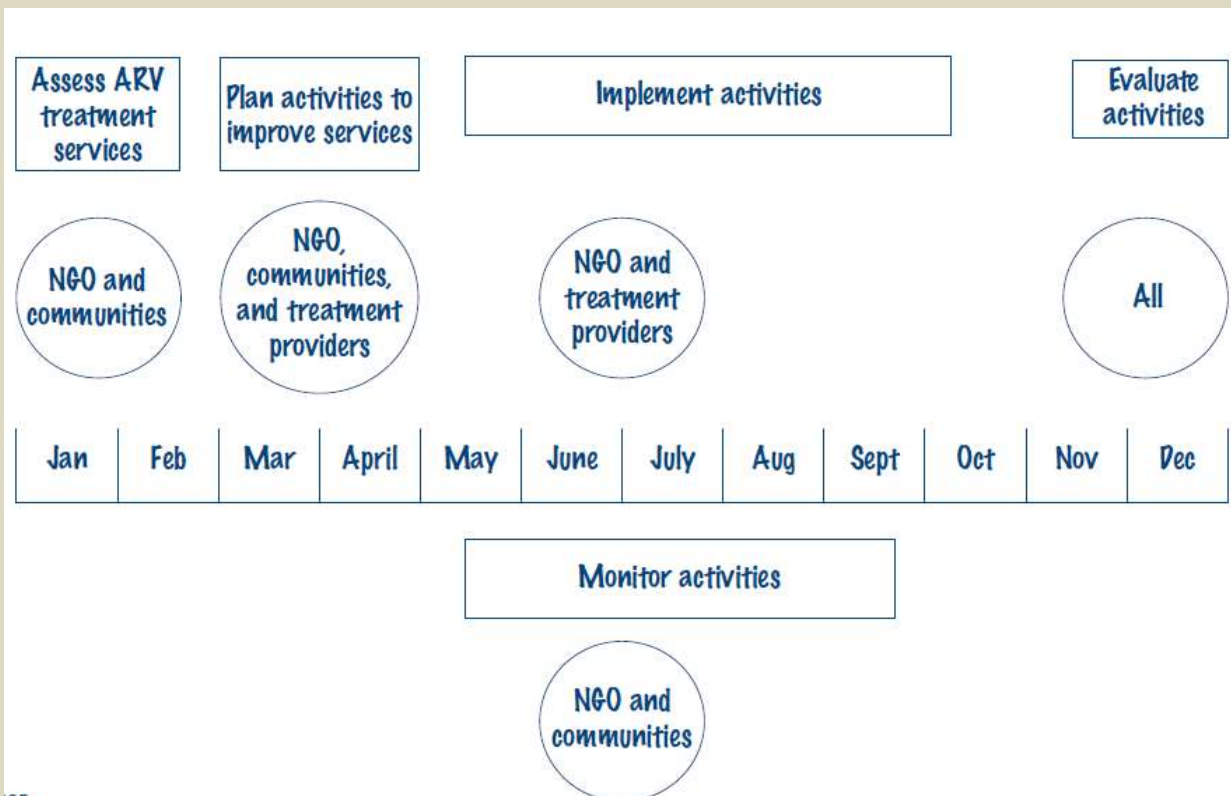 Assess ARV
treatment
services
Plan activities to
improve services
Implement activities
Evaluate
activities
NGO and
communities
NGO,
communities,
and treatment
providers
NGO and
treatment
providers
All
Jan Feb Mar April May June July Aug Sept Oct Nov Dec
Monitor activities
NGO and
communities